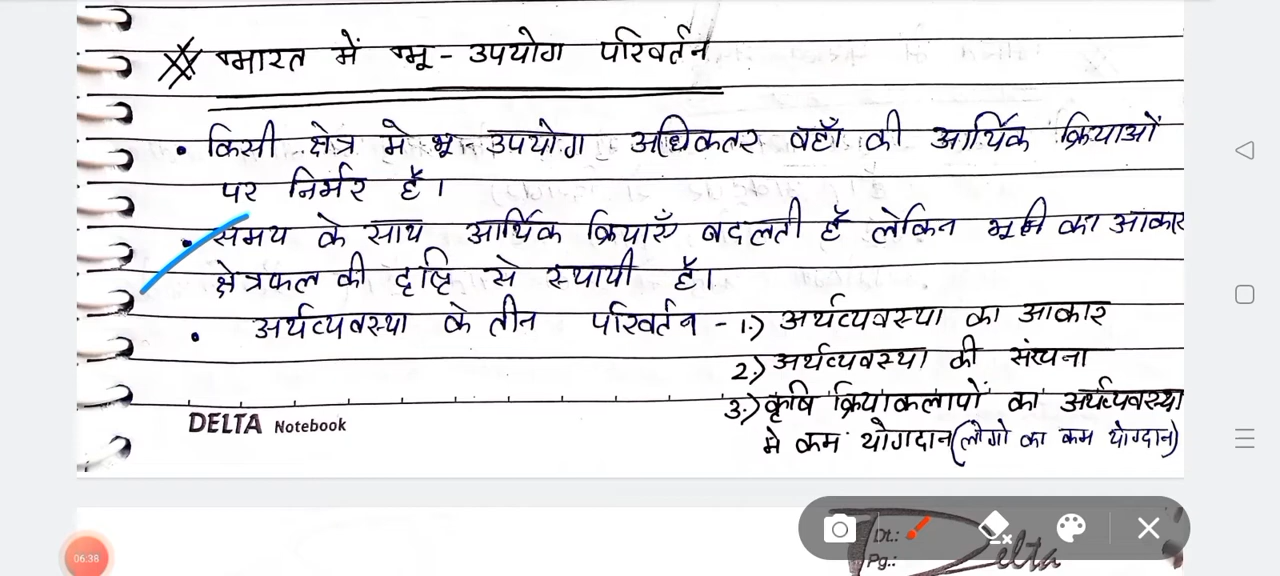 भारत में भू - उपयोग परिवर्तन
• किसी क्षेत्र मे भू उपयोग अधिकतर वहाँ की आर्थिक क्रियाओं
पर निर्भर है।
• समय के साथ आर्थिक क्रियाएँ बदलती है लेकिन भूमी का आकार
क्षेत्रफल की दृष्टि से स्थायी है।
• अर्थव्यवस्था के तीन परिवर्तन - 1.) अर्थव्यवस्था का आकार
2.) अर्थव्यवस्था की संरचना
3.) कृषि क्रियाकलापों का अर्थव्यवस्था
मे कम योगदान (लोगो का कम योगदान)
DELTA Notebook
Dt.:
Pg.:
Delta
06:38